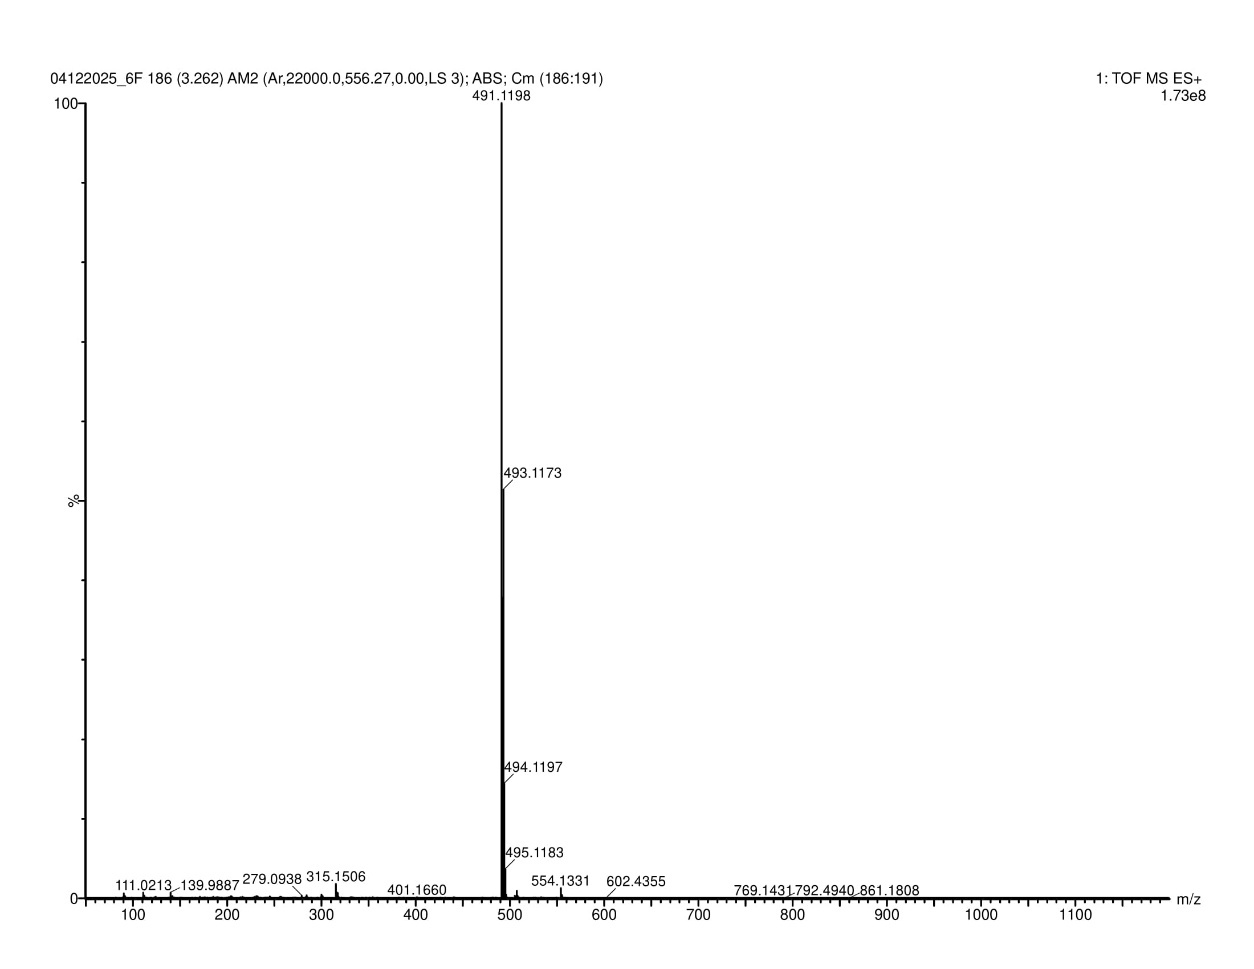 04122025_6F 186 (3.262) AM2 (Ar,22000.0,556.27,0.00,LS 3); ABS; Cm (186:191)
1: TOF MS ES+
1.73e8
491.1198
100
493.1173
%
494.1197
495.1183
111.0213 139.9887 279.0938 315.1506 401.1660 554.1331 602.4355 769.1431 792.4940 861.1808
0
m/z
100 200 300 400 500 600 700 800 900 1000 1100